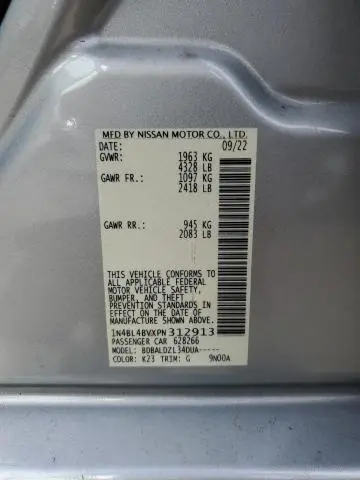 MFD BY NISSAN MOTOR CO., LTD.
DATE: 09/22
GVWR: 1963 KG
4328 LB
GAWR FR.: 1097 KG
2418 LB
GAWR RR.: 945 KG
2083 LB
THIS VEHICLE CONFORMS TO
ALL APPLICABLE FEDERAL
MOTOR VEHICLE SAFETY,
BUMPER, AND THEFT
PREVENTION STANDARDS IN
EFFECT ON THE DATE OF
MANUFACTURE SHOWN ABOVE.
1N4BL4BVXPN312913
PASSENGER CAR 628266
MODEL: BDBALDZL34DUA-----
COLOR: K23 TRIM: G 9N00A